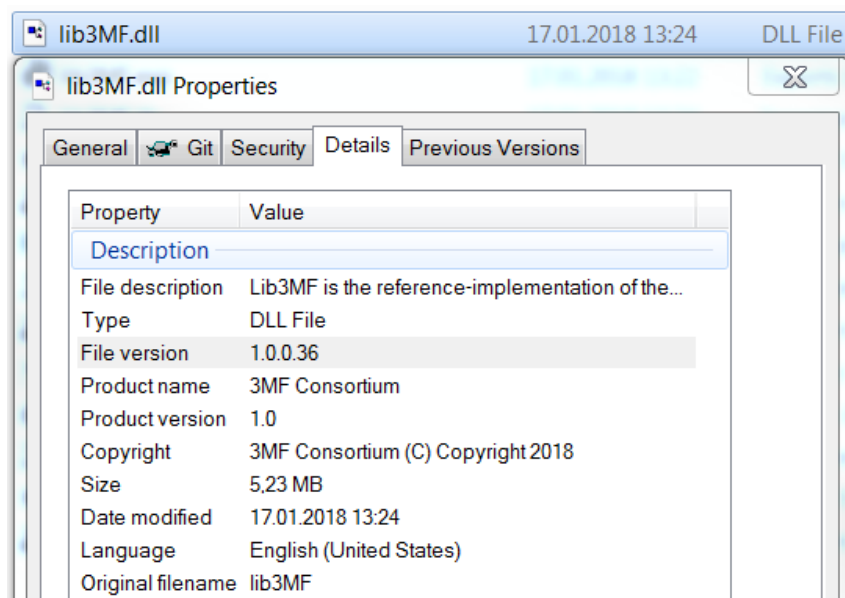 lib3MF.dll 17.01.2018 13:24 DLL File
lib3MF.dll Properties
General Git Security Details Previous Versions
Property Value
Description
File description Lib3MF is the reference-implementation of the...
Type DLL File
File version 1.0.0.36
Product name 3MF Consortium
Product version 1.0
Copyright 3MF Consortium (C) Copyright 2018
Size 5,23 MB
Date modified 17.01.2018 13:24
Language English (United States)
Original filename lib3MF